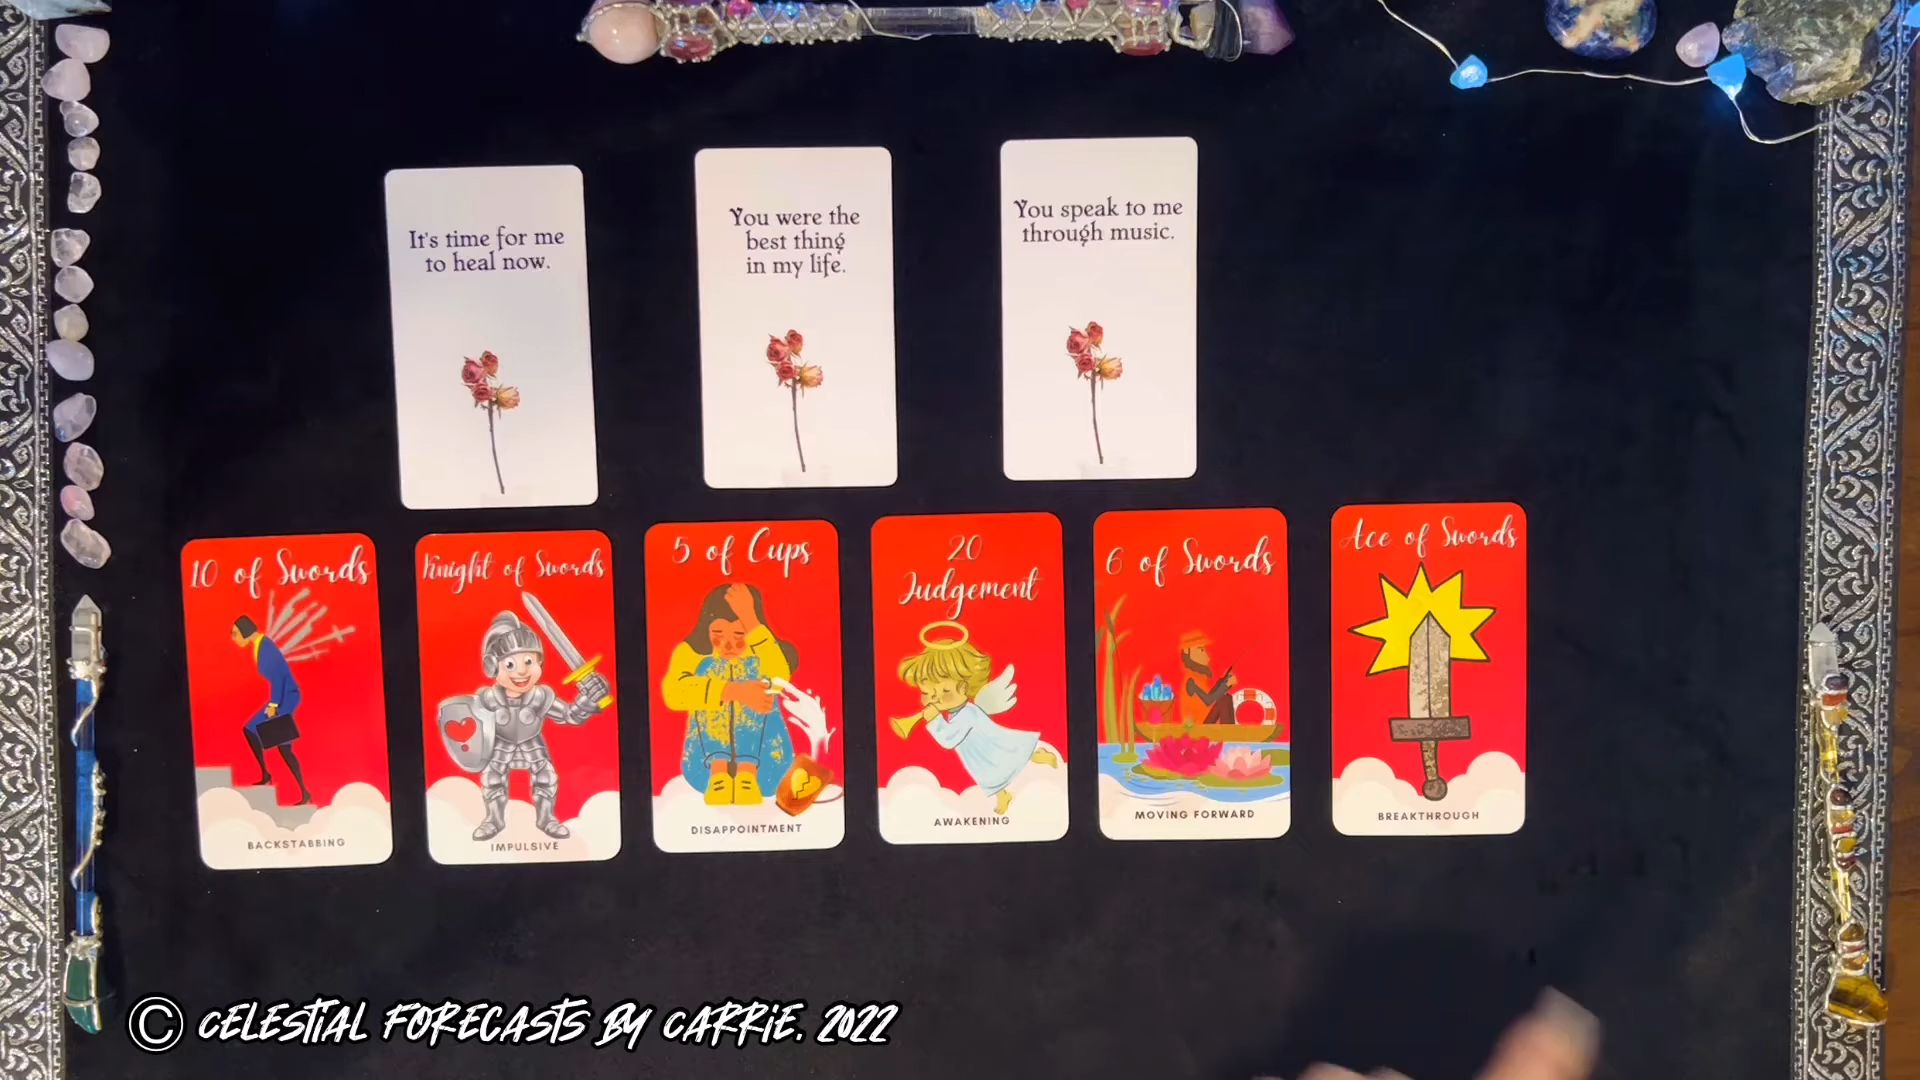 It's time for me
to heal now.
You were the
best thing
in my life.
You speak to me
through music.
10 of Swords
BACKSTABBING
Knight of Swords
IMPULSIVE
5 of Cups
DISAPPOINTMENT
20
Judgement
AWAKENING
6 of Swords
MOVING FORWARD
Ace of Swords
BREAKTHROUGH
© CELESTIAL FORECASTS BY CARRIE. 2022